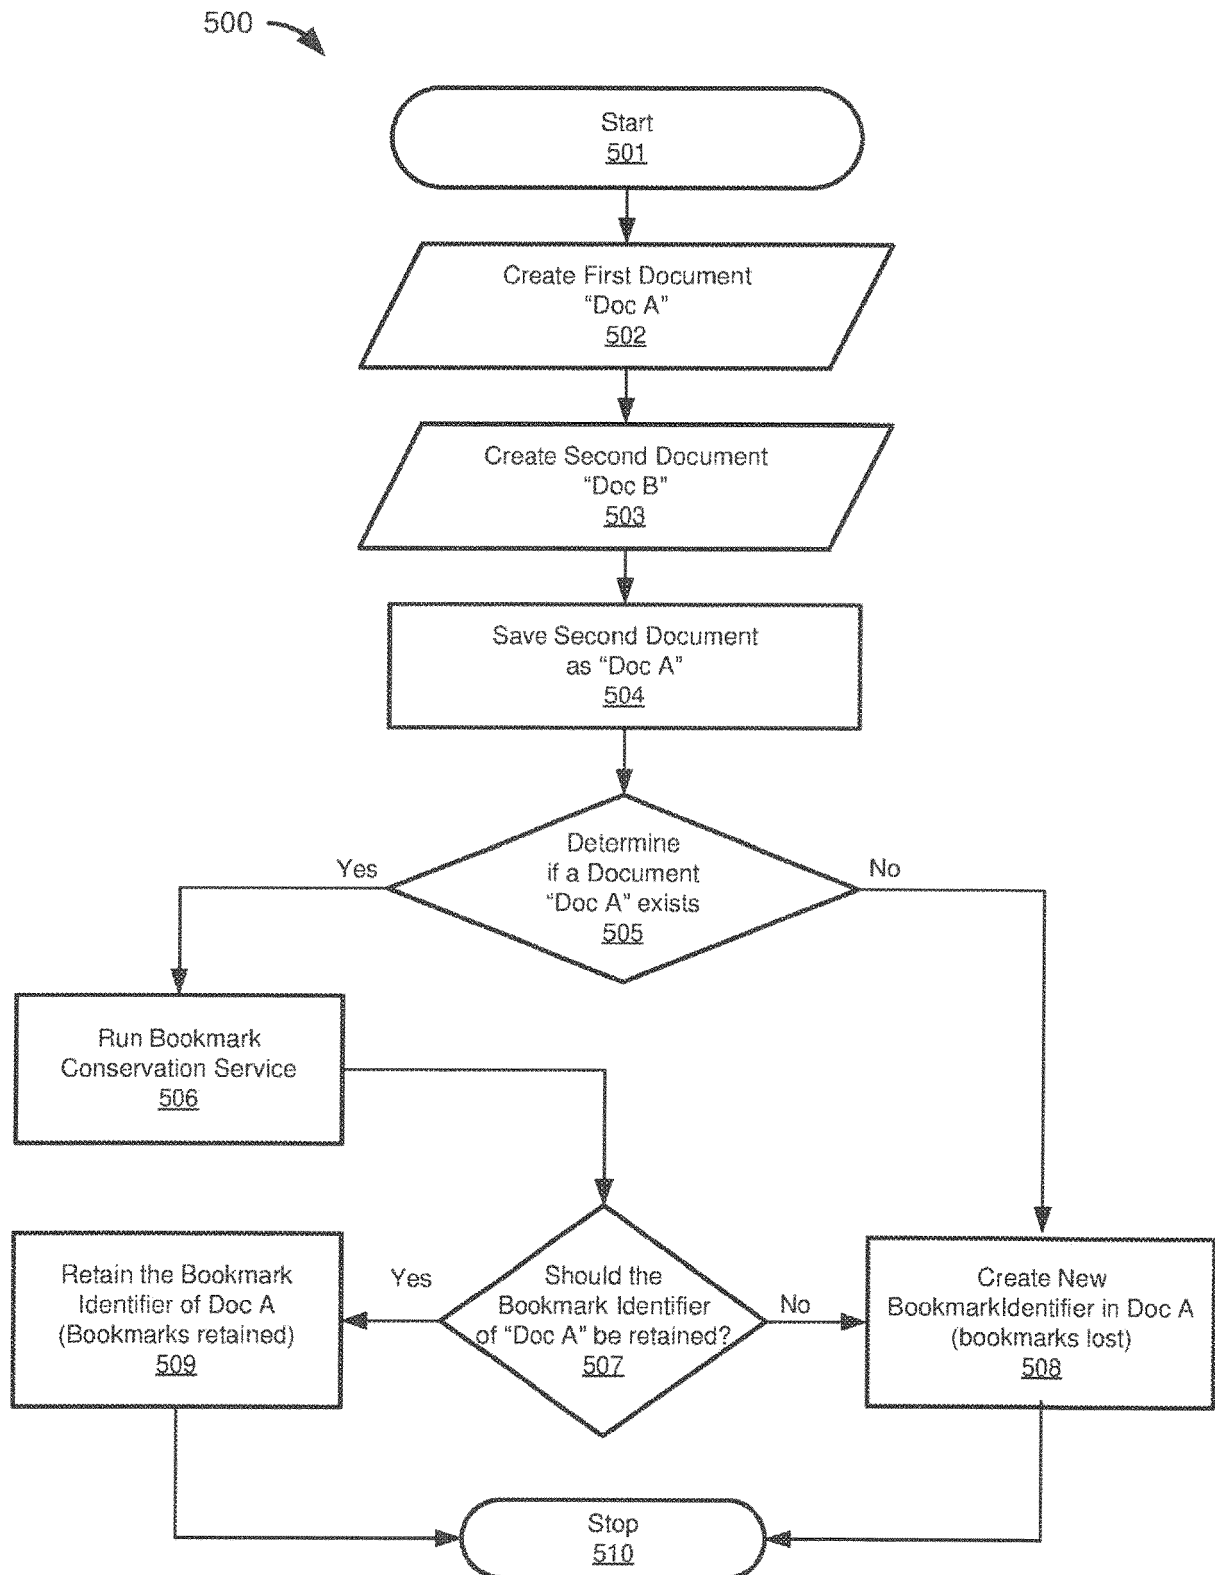 500
Start
501
Create First Document
“Doc A”
502
Create Second Document
“Doc B”
503
Save Second Document
as “Doc A”
504
Determine
if a Document
“Doc A” exists
505
Yes
No
Run Bookmark
Conservation Service
506
Retain the Bookmark
Identifier of Doc A
(Bookmarks retained)
509
Yes
Should the
Bookmark Identifier
of “Doc A” be retained?
507
No
Create New
BookmarkIdentifier in Doc A
(bookmarks lost)
508
Stop
510